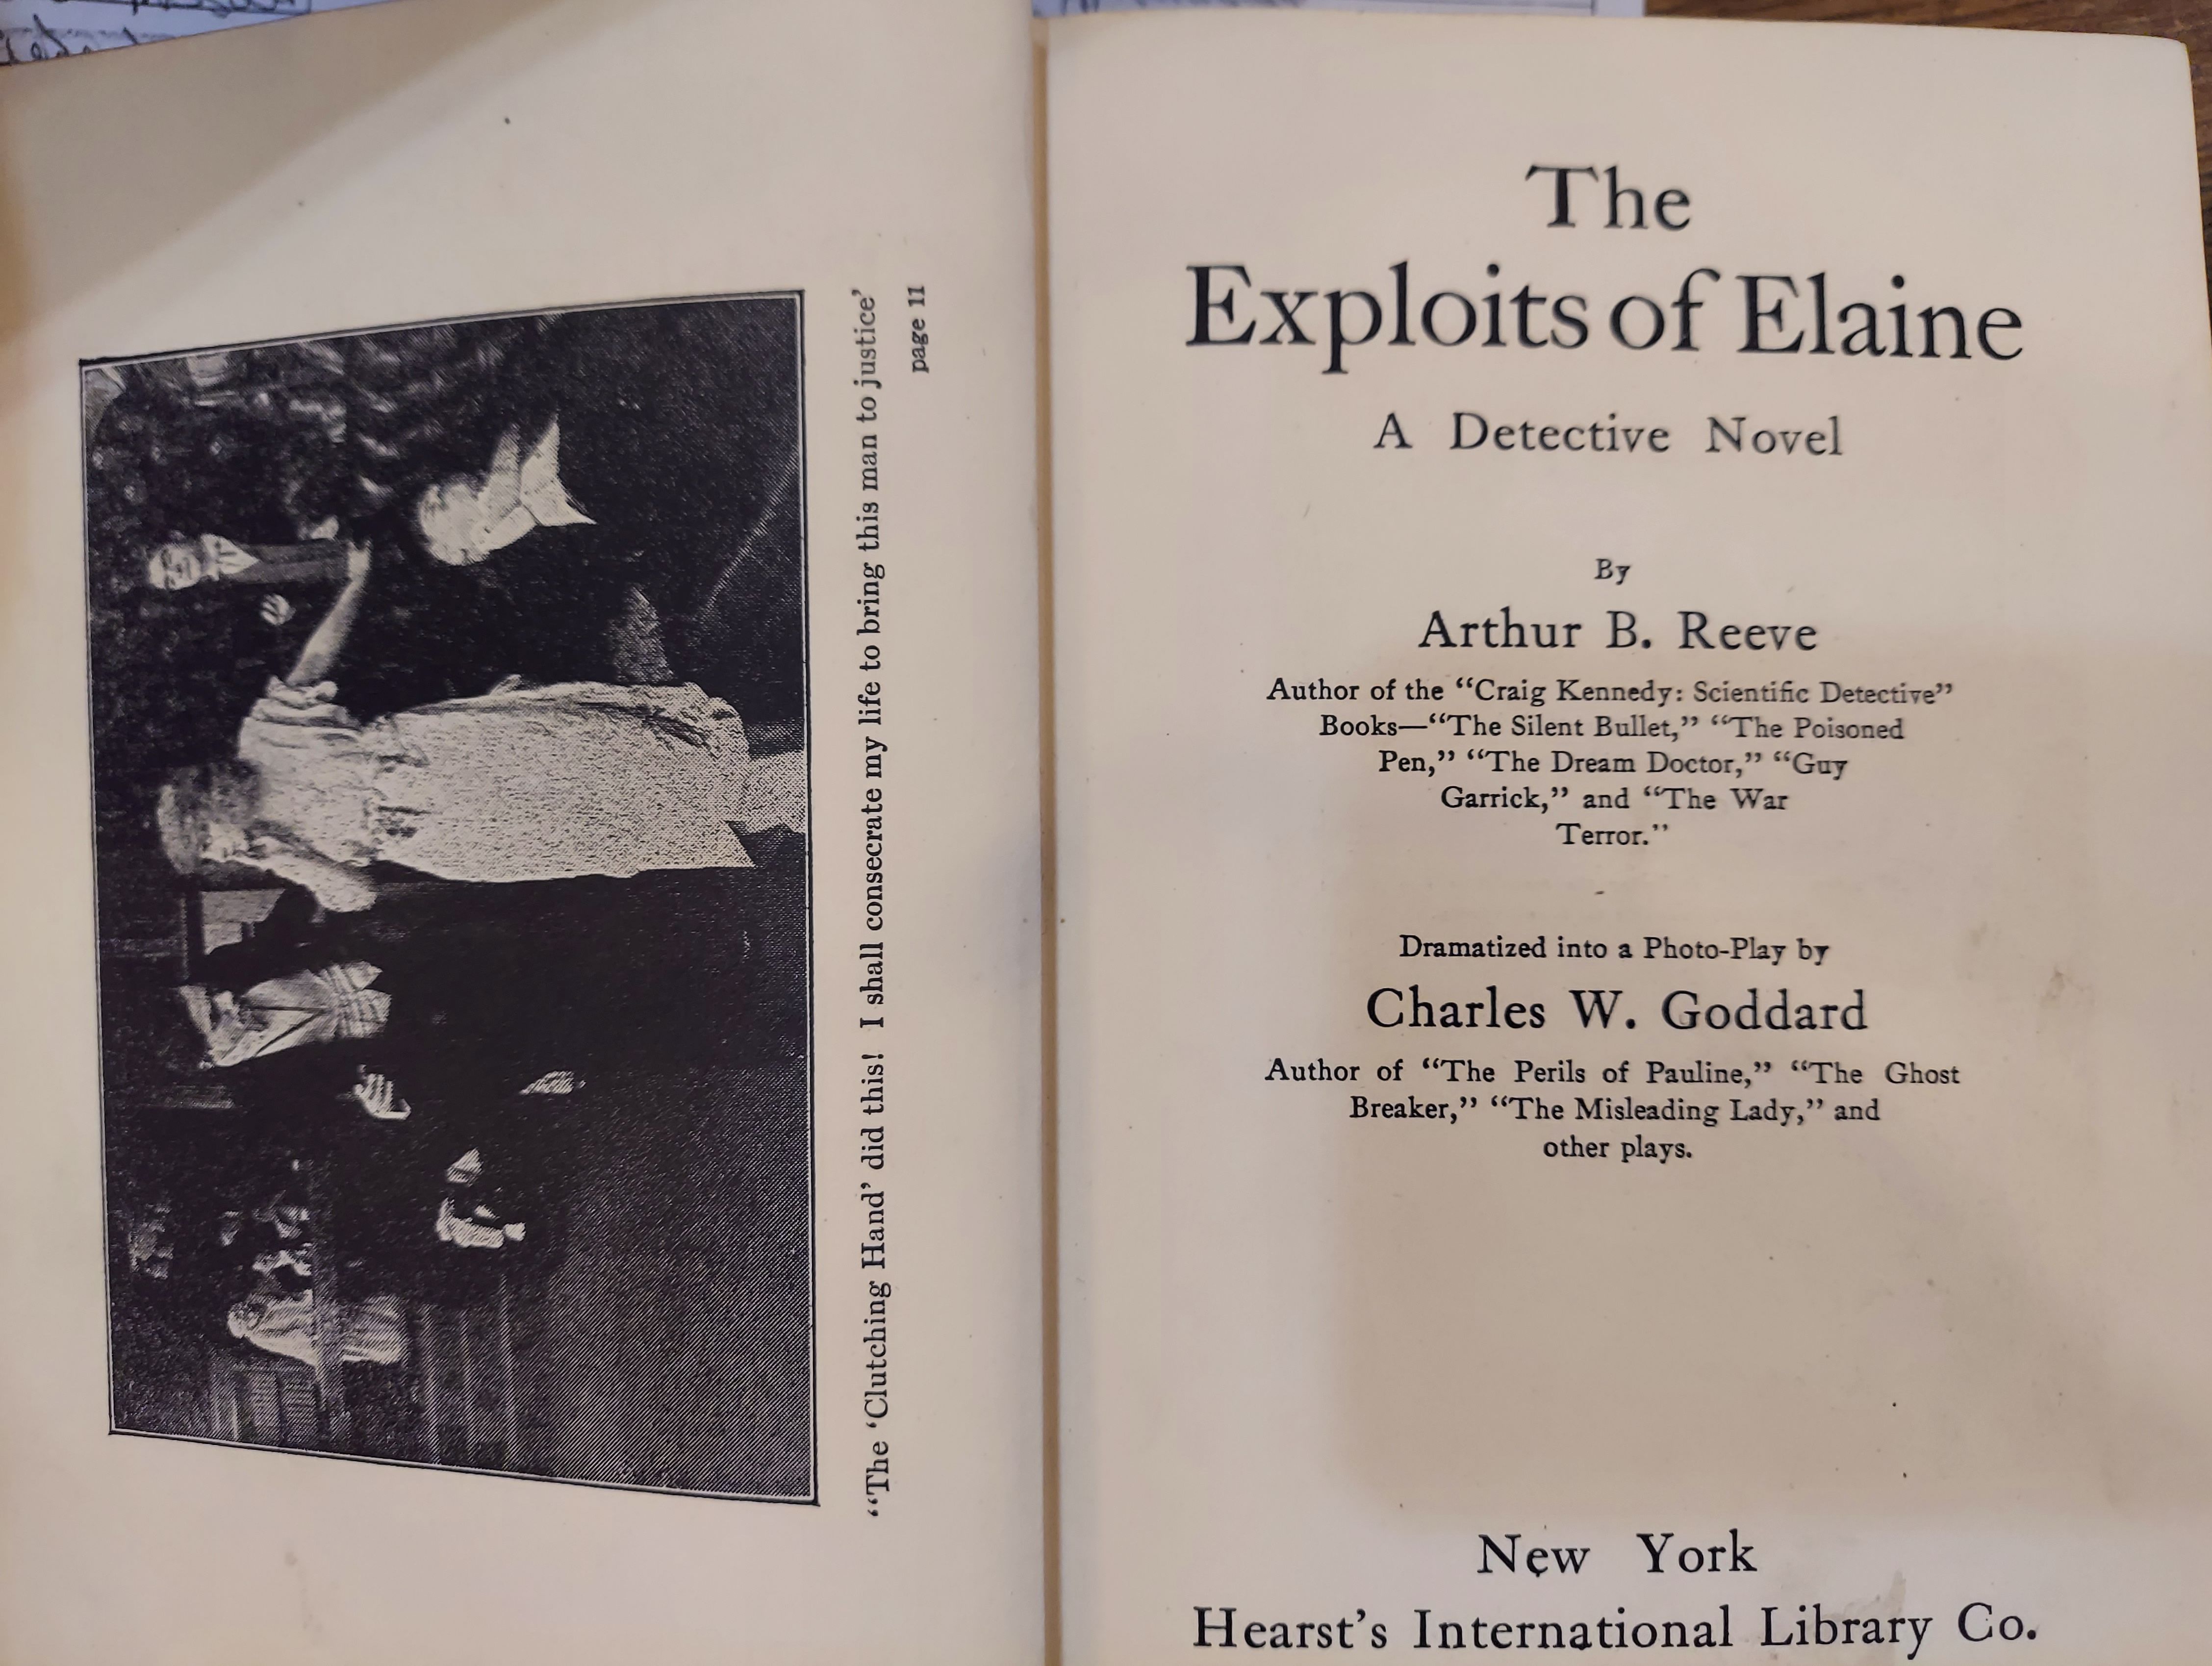 "The 'Clutching Hand' did this! I shall consecrate my life to bring this man to justice'
page 11
The
Exploits of Elaine
A Detective Novel
By
Arthur B. Reeve
Author of the "Craig Kennedy: Scientific Detective"
Books—"The Silent Bullet," "The Poisoned
Pen," "The Dream Doctor," "Guy
Garrick," and "The War
Terror."
Dramatized into a Photo-Play by
Charles W. Goddard
Author of "The Perils of Pauline," "The Ghost
Breaker," "The Misleading Lady," and
other plays.
New York
Hearst's International Library Co.